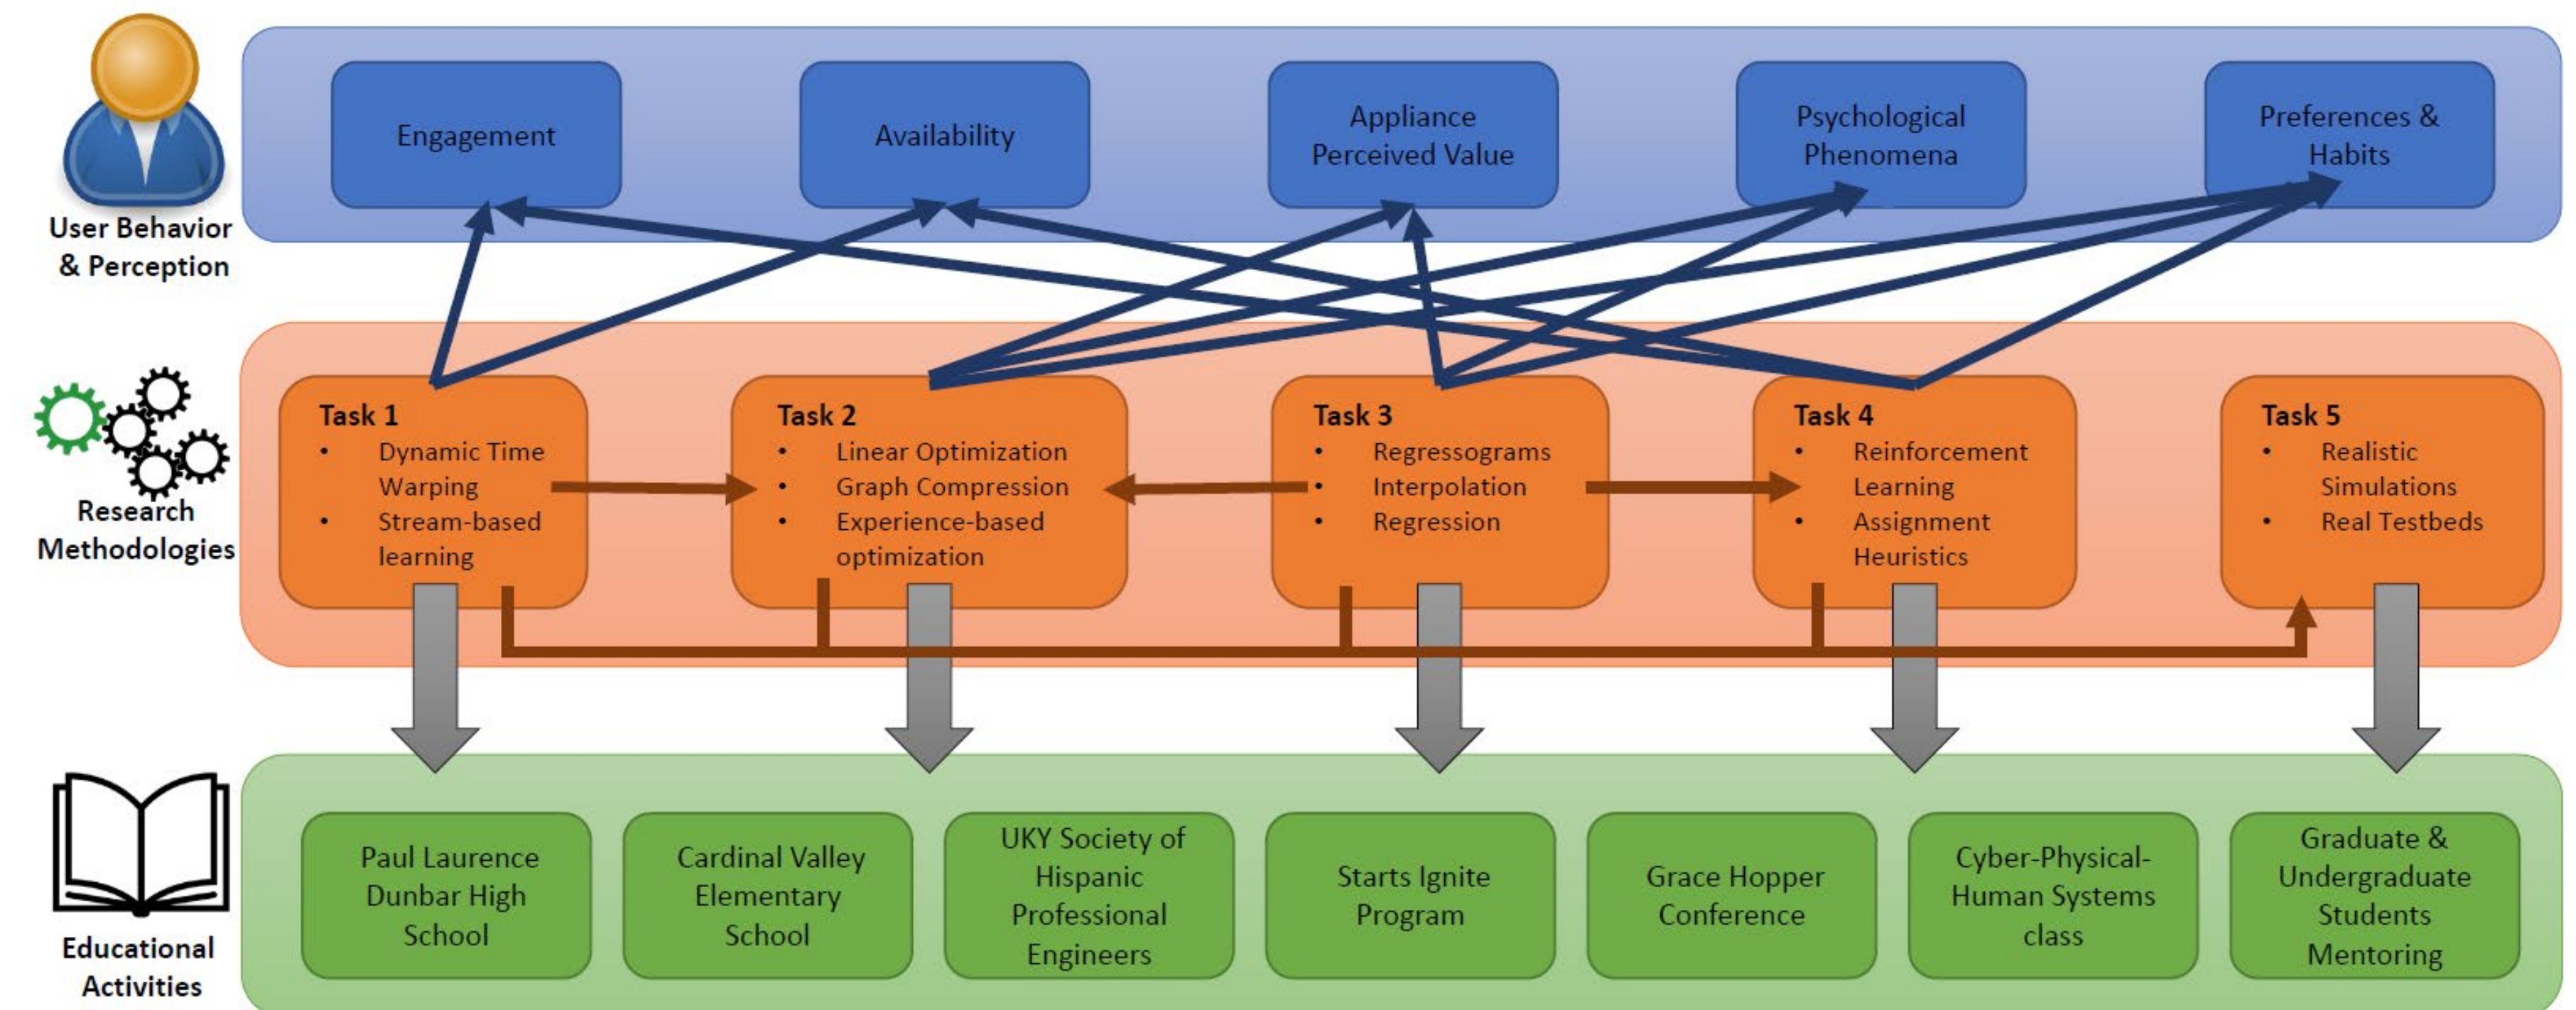 User Behavior
& Perception
Engagement
Availability
Appliance
Perceived Value
Psychological
Phenomena
Preferences &
Habits
Research
Methodologies
Task 1
• Dynamic Time
Warping
• Stream-based
learning
Task 2
• Linear Optimization
• Graph Compression
• Experience-based
optimization
Task 3
• Regressograms
• Interpolation
• Regression
Task 4
• Reinforcement
Learning
• Assignment
Heuristics
Task 5
• Realistic
Simulations
• Real Testbeds
Educational
Activities
Paul Laurence
Dunbar High
School
Cardinal Valley
Elementary
School
UKY Society of
Hispanic
Professional
Engineers
Starts Ignite
Program
Grace Hopper
Conference
Cyber-Physical-
Human Systems
class
Graduate &
Undergraduate
Students
Mentoring